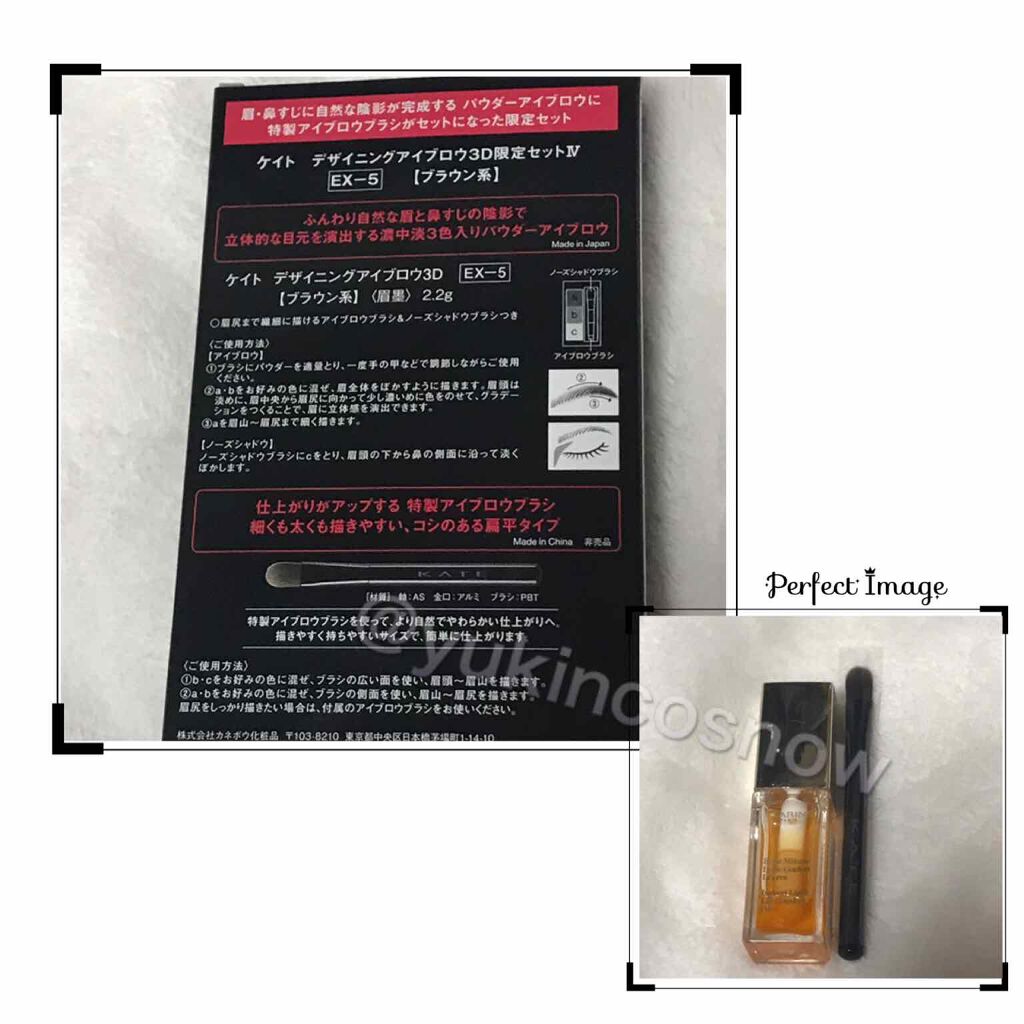 眉・鼻すじに自然な陰影が完成する パウダーアイブロウに
特製アイブロウブラシがセットになった限定セット
ケイト デザイニングアイブロウ3D限定セットⅣ
EX-5 【ブラウン系】
ふんわり自然な眉と鼻すじの陰影で
立体的な目元を演出する濃中淡3色入りパウダーアイブロウ
Made in Japan
ケイト デザイニングアイブロウ3D EX-5
【ブラウン系】〈眉墨〉 2.2g
○眉尻まで繊細に描けるアイブロウブラシ&ノーズシャドウブラシつき
ノーズシャドウブラシ
a
b
c
アイブロウブラシ
〈ご使用方法〉
【アイブロウ】
①ブラシにパウダーを適量とり、一度手の甲などで調節しながらご使用
ください。
②a・bをお好みの色に混ぜ、眉全体をぼかすように描きます。眉頭は
淡めに、眉中央から眉尻に向かって少し濃いめに色をのせて、グラデー
ションをつくることで、眉に立体感を演出できます。
③aを眉山〜眉尻まで細く描きます。
②
③
【ノーズシャドウ】
ノーズシャドウブラシにcをとり、眉頭の下から鼻の側面に沿って淡く
ぼかします。
仕上がりがアップする 特製アイブロウブラシ
細くも太くも描きやすい、コシのある扁平タイプ
Made in China 非売品
KATE
[材質] 軸:AS 金口:アルミ ブラシ:PBT
特製アイブロウブラシを使って、より自然でやわらかい仕上がりへ。
描きやすく持ちやすいサイズで、簡単に仕上がります。
〈ご使用方法〉
①b・cをお好みの色に混ぜ、ブラシの広い面を使い、眉頭〜眉山を描きます。
②a・bをお好みの色に混ぜ、ブラシの側面を使い、眉山〜眉尻を描きます。
眉尻をしっかり描きたい場合は、付属のアイブロウブラシをお使いください。
株式会社カネボウ化粧品 〒103-8210 東京都中央区日本橋茅場町1-14-10
@yukincosnow
Perfect Image
KATE